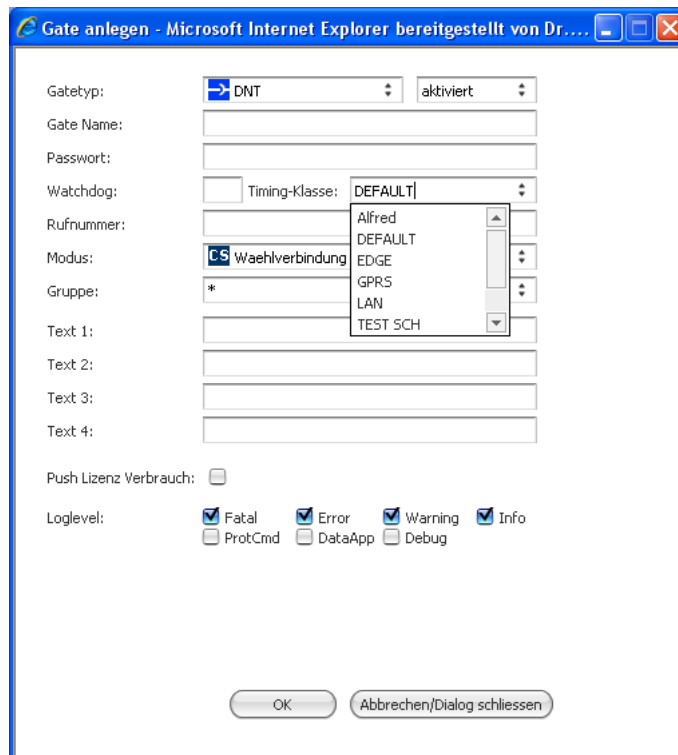 Gate anlegen - Microsoft Internet Explorer bereitgestellt von Dr....
Gatetyp: DNT aktiviert
Gate Name:
Passwort:
Watchdog: Timing-Klasse: DEFAULT
Alfred
Rufnummer:
DEFAULT
Modus: CS Waehlverbindung EDGE
GPRS
Gruppe: *
LAN
Text 1: TEST SCH
Text 2:
Text 3:
Text 4:
Push Lizenz Verbrauch:
Loglevel: Fatal Error Warning Info
ProtCmd DataApp Debug
OK Abbrechen/Dialog schliessen